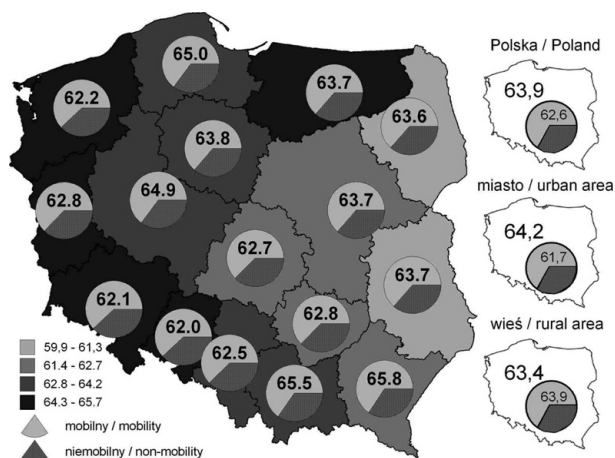 65.0
62.2
63.7
63.6
63.8
62.8
64.9
63.7
62.7
63.7
62.1
62.0
62.8
62.5
65.5
65.8
59,9 - 61,3
61.4 - 62.7
62.8 - 64.2
64.3 - 65.7
mobilny / mobility
niemobilny / non-mobility
Polska / Poland
63,9
62,6
miasto / urban area
64,2
61,7
wieś / rural area
63,4
63,9